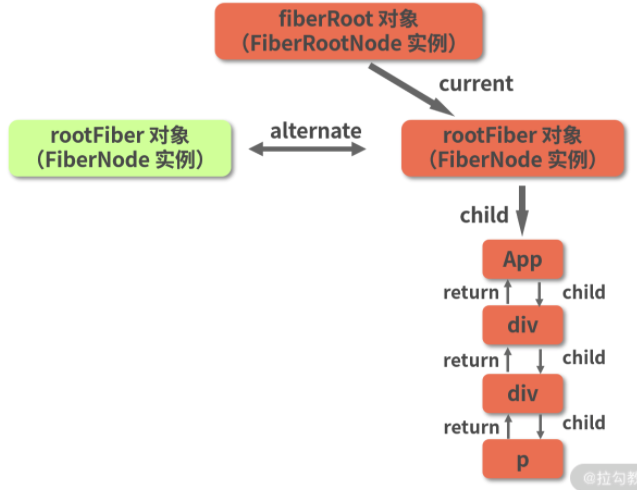 fiberRoot 对象
（FiberRootNode 实例）
current
rootFiber 对象
（FiberNode 实例）
alternate
rootFiber 对象
（FiberNode 实例）
child
App
return
child
div
return
child
div
return
child
p
@拉勾教